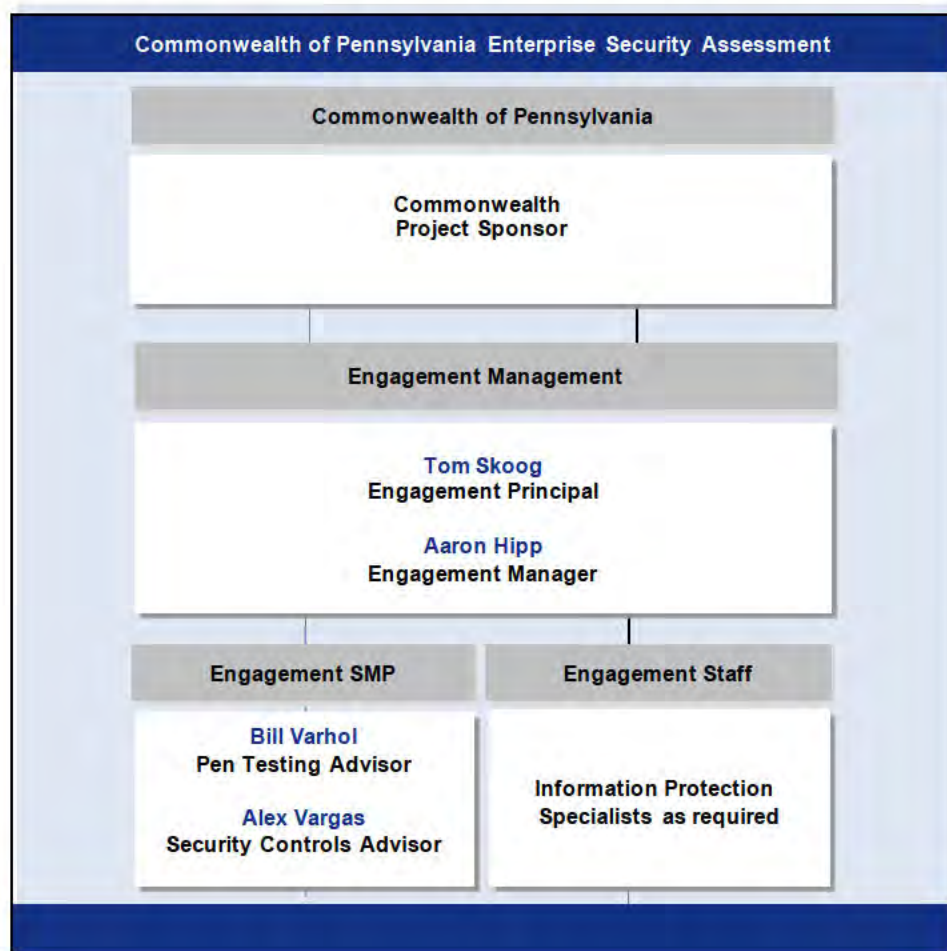 Commonwealth of Pennsylvania Enterprise Security Assessment
Commonwealth of Pennsylvania
Commonwealth
Project Sponsor
Engagement Management
Tom Skoog
Engagement Principal
Aaron Hipp
Engagement Manager
Engagement SMP
Bill Varhol
Pen Testing Advisor
Alex Vargas
Security Controls Advisor
Engagement Staff
Information Protection
Specialists as required